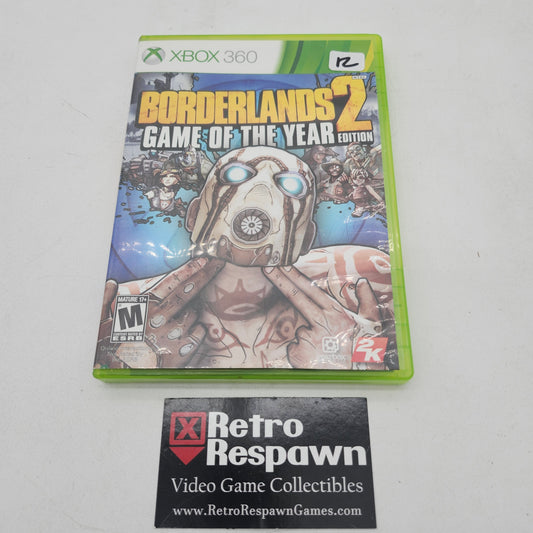 XBOX 360
12
BORDERLANDS 2
GAME OF THE YEAR EDITION
MATURE 17+
M
ESRB
2K
Retro
Respawn
Video Game Collectibles
www.RetroRespawnGames.com